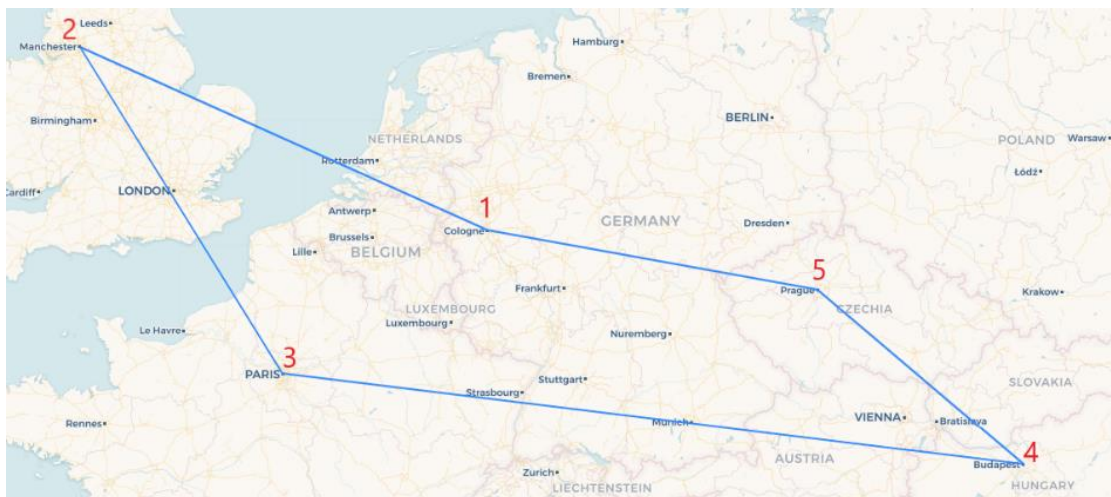 2
Leeds
Manchester
Hamburg
Bremen
Birmingham
BERLIN
NETHERLANDS
POLAND
Warsaw
Rotterdam
Łódź
Cardiff
LONDON
1
Antwerp
GERMANY
Dresden
Cologne
Brussels
Lille
BELGIUM
5
Frankfurt
Prague
Krakow
LUXEMBOURG
CZECHIA
Luxembourg
Le Havre
Nuremberg
3
PARIS
Stuttgart
SLOVAKIA
Strasbourg
VIENNA
Rennes
Munich
Bratislava
4
AUSTRIA
Budapest
Zurich
HUNGARY
LIECHTENSTEIN